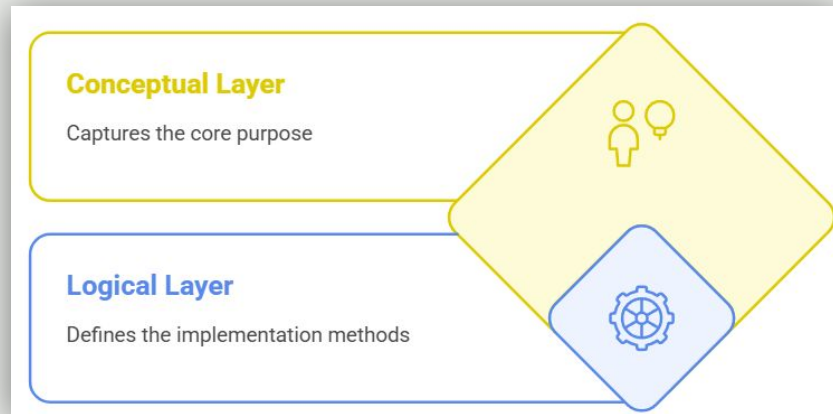 Conceptual Layer
Captures the core purpose
Logical Layer
Defines the implementation methods